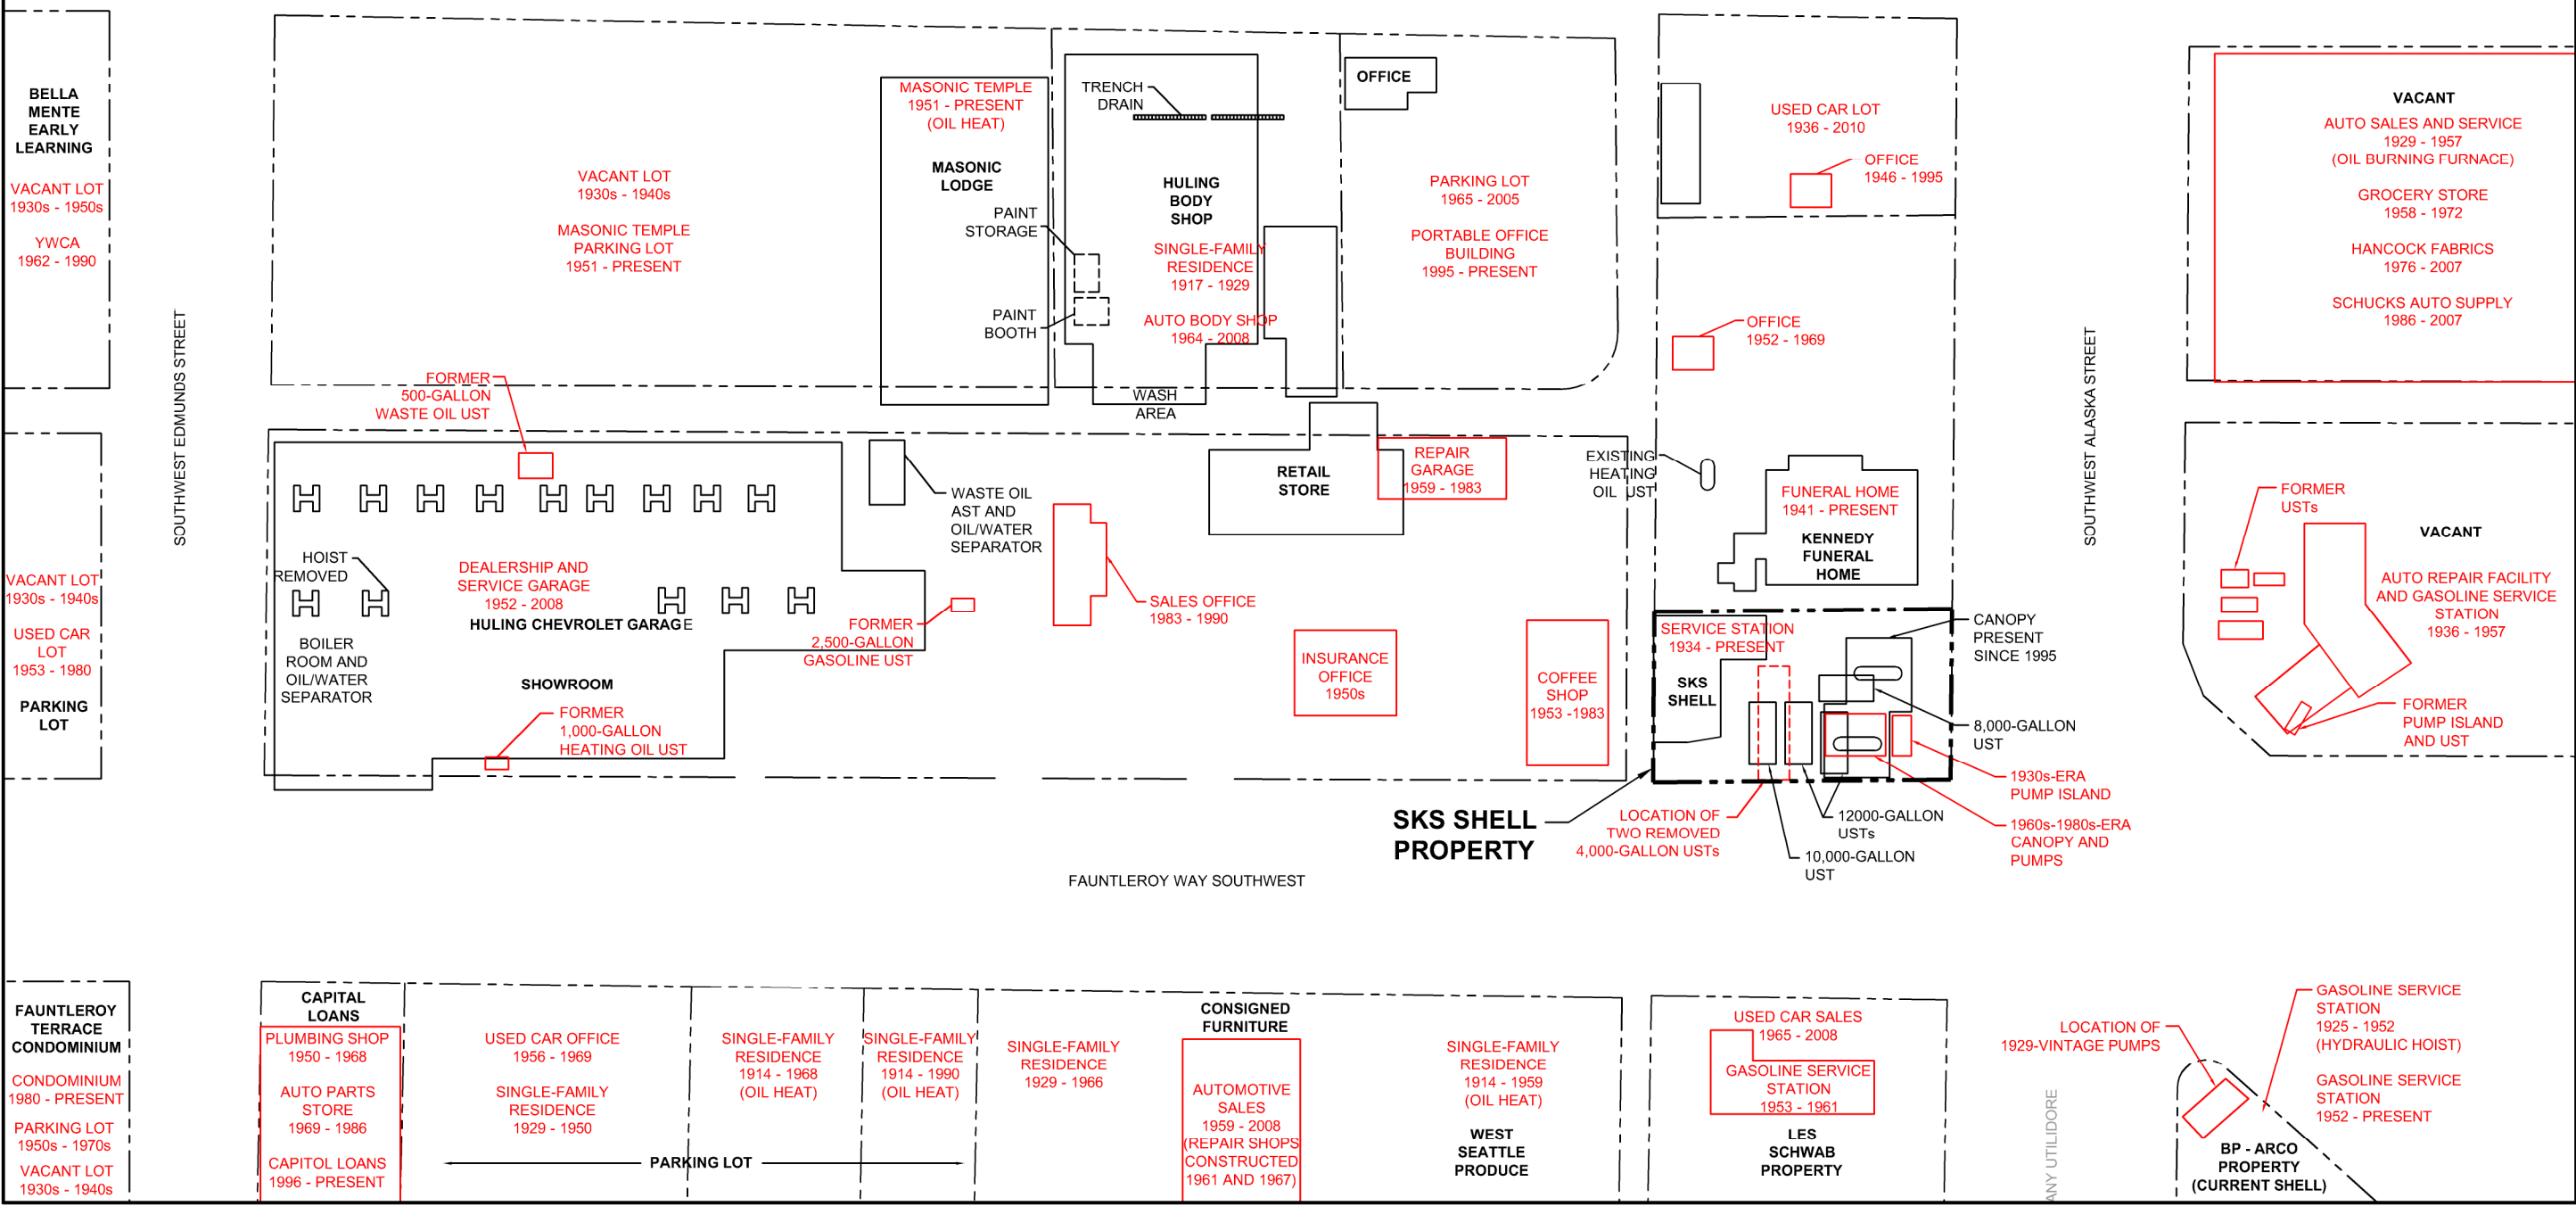 BELLA
MENTE
EARLY
LEARNING
VACANT LOT
1930s - 1950s
YWCA
1962 - 1990
VACANT LOT
1930s - 1940s
USED CAR
LOT
1953 - 1980
PARKING
LOT
SOUTHWEST EDMUNDS STREET
VACANT LOT
1930s - 1940s
MASONIC TEMPLE
PARKING LOT
1951 - PRESENT
MASONIC TEMPLE
1951 - PRESENT
(OIL HEAT)
MASONIC
LODGE
TRENCH
DRAIN
PAINT
STORAGE
PAINT
BOOTH
HULING
BODY
SHOP
SINGLE-FAMILY
RESIDENCE
1917 - 1929
AUTO BODY SHOP
1964 - 2008
WASH
AREA
OFFICE
PARKING LOT
1965 - 2005
PORTABLE OFFICE
BUILDING
1995 - PRESENT
USED CAR LOT
1936 - 2010
OFFICE
1946 - 1995
OFFICE
1952 - 1969
SOUTHWEST ALASKA STREET
VACANT
AUTO SALES AND SERVICE
1929 - 1957
(OIL BURNING FURNACE)
GROCERY STORE
1958 - 1972
HANCOCK FABRICS
1976 - 2007
SCHUCKS AUTO SUPPLY
1986 - 2007
FORMER
500-GALLON
WASTE OIL UST
HOIST
REMOVED
DEALERSHIP AND
SERVICE GARAGE
1952 - 2008
HULING CHEVROLET GARAGE
BOILER
ROOM AND
OIL/WATER
SEPARATOR
SHOWROOM
FORMER
1,000-GALLON
HEATING OIL UST
FORMER
2,500-GALLON
GASOLINE UST
WASTE OIL
AST AND
OIL/WATER
SEPARATOR
SALES OFFICE
1983 - 1990
RETAIL
STORE
REPAIR
GARAGE
1959 - 1983
INSURANCE
OFFICE
1950s
COFFEE
SHOP
1953 -1983
EXISTING
HEATING
OIL UST
FUNERAL HOME
1941 - PRESENT
KENNEDY
FUNERAL
HOME
SERVICE STATION
1934 - PRESENT
SKS
SHELL
CANOPY
PRESENT
SINCE 1995
8,000-GALLON
UST
1930s-ERA
PUMP ISLAND
1960s-1980s-ERA
CANOPY AND
PUMPS
12000-GALLON
USTs
10,000-GALLON
UST
LOCATION OF
TWO REMOVED
4,000-GALLON USTs
SKS SHELL
PROPERTY
FORMER
USTs
VACANT
AUTO REPAIR FACILITY
AND GASOLINE SERVICE
STATION
1936 - 1957
FORMER
PUMP ISLAND
AND UST
FAUNTLEROY WAY SOUTHWEST
FAUNTLEROY
TERRACE
CONDOMINIUM
CONDOMINIUM
1980 - PRESENT
PARKING LOT
1950s - 1970s
VACANT LOT
1930s - 1940s
CAPITAL
LOANS
PLUMBING SHOP
1950 - 1968
AUTO PARTS
STORE
1969 - 1986
CAPITOL LOANS
1996 - PRESENT
USED CAR OFFICE
1956 - 1969
SINGLE-FAMILY
RESIDENCE
1929 - 1950
SINGLE-FAMILY
RESIDENCE
1914 - 1968
(OIL HEAT)
SINGLE-FAMILY
RESIDENCE
1914 - 1990
(OIL HEAT)
PARKING LOT
SINGLE-FAMILY
RESIDENCE
1929 - 1966
CONSIGNED
FURNITURE
AUTOMOTIVE
SALES
1959 - 2008
(REPAIR SHOPS
CONSTRUCTED
1961 AND 1967)
SINGLE-FAMILY
RESIDENCE
1914 - 1959
(OIL HEAT)
WEST
SEATTLE
PRODUCE
USED CAR SALES
1965 - 2008
GASOLINE SERVICE
STATION
1953 - 1961
LES
SCHWAB
PROPERTY
ANY UTILIDORE
LOCATION OF
1929-VINTAGE PUMPS
GASOLINE SERVICE
STATION
1925 - 1952
(HYDRAULIC HOIST)
GASOLINE SERVICE
STATION
1952 - PRESENT
BP - ARCO
PROPERTY
(CURRENT SHELL)